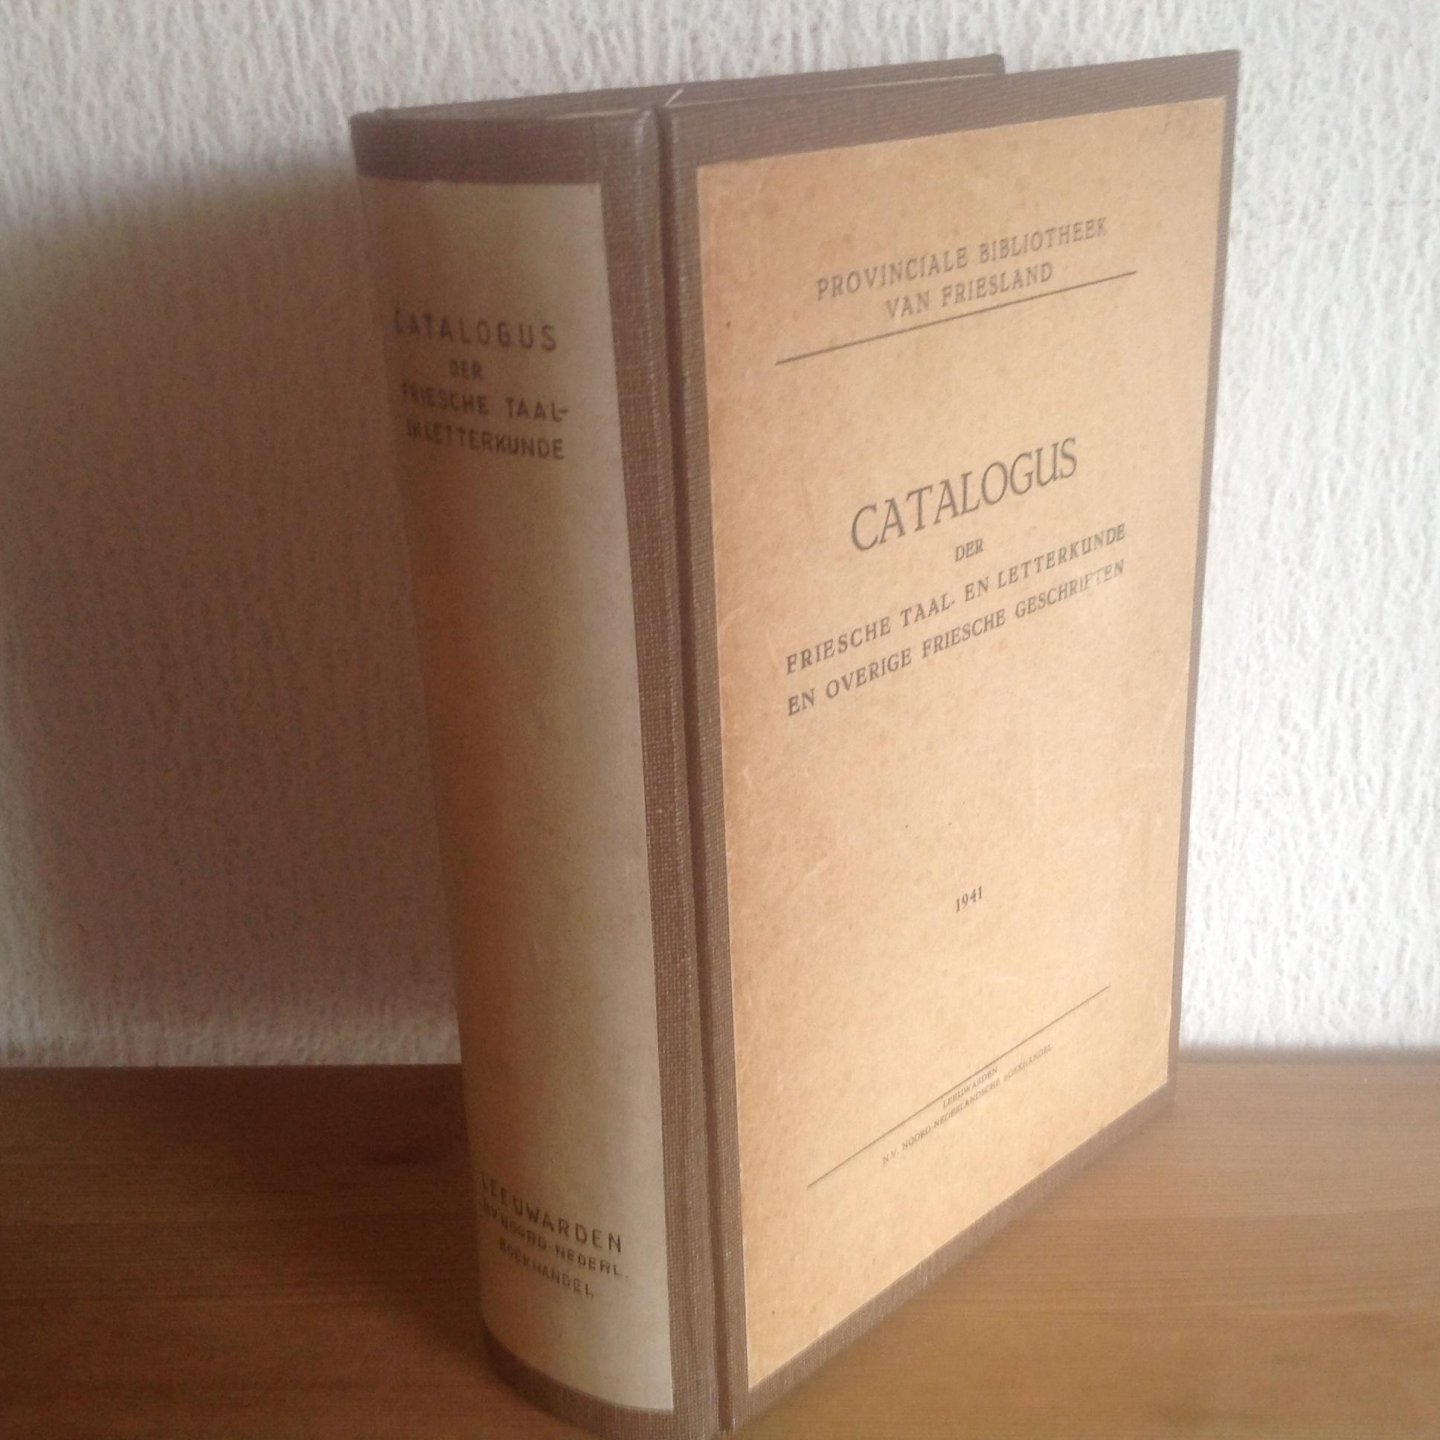 CATALOGUS
DER
FRIESCHE TAAL-
EN LETTERKUNDE
LEEUWARDEN
N.V. NOORD-NEDERL.
BOEKHANDEL
PROVINCIALE BIBLIOTHEEK
VAN FRIESLAND
CATALOGUS
DER
FRIESCHE TAAL- EN LETTERKUNDE
EN OVERIGE FRIESCHE GESCHRIFTEN
1941
LEEUWARDEN
N.V. NOORD-NEDERLANDSCHE BOEKHANDEL